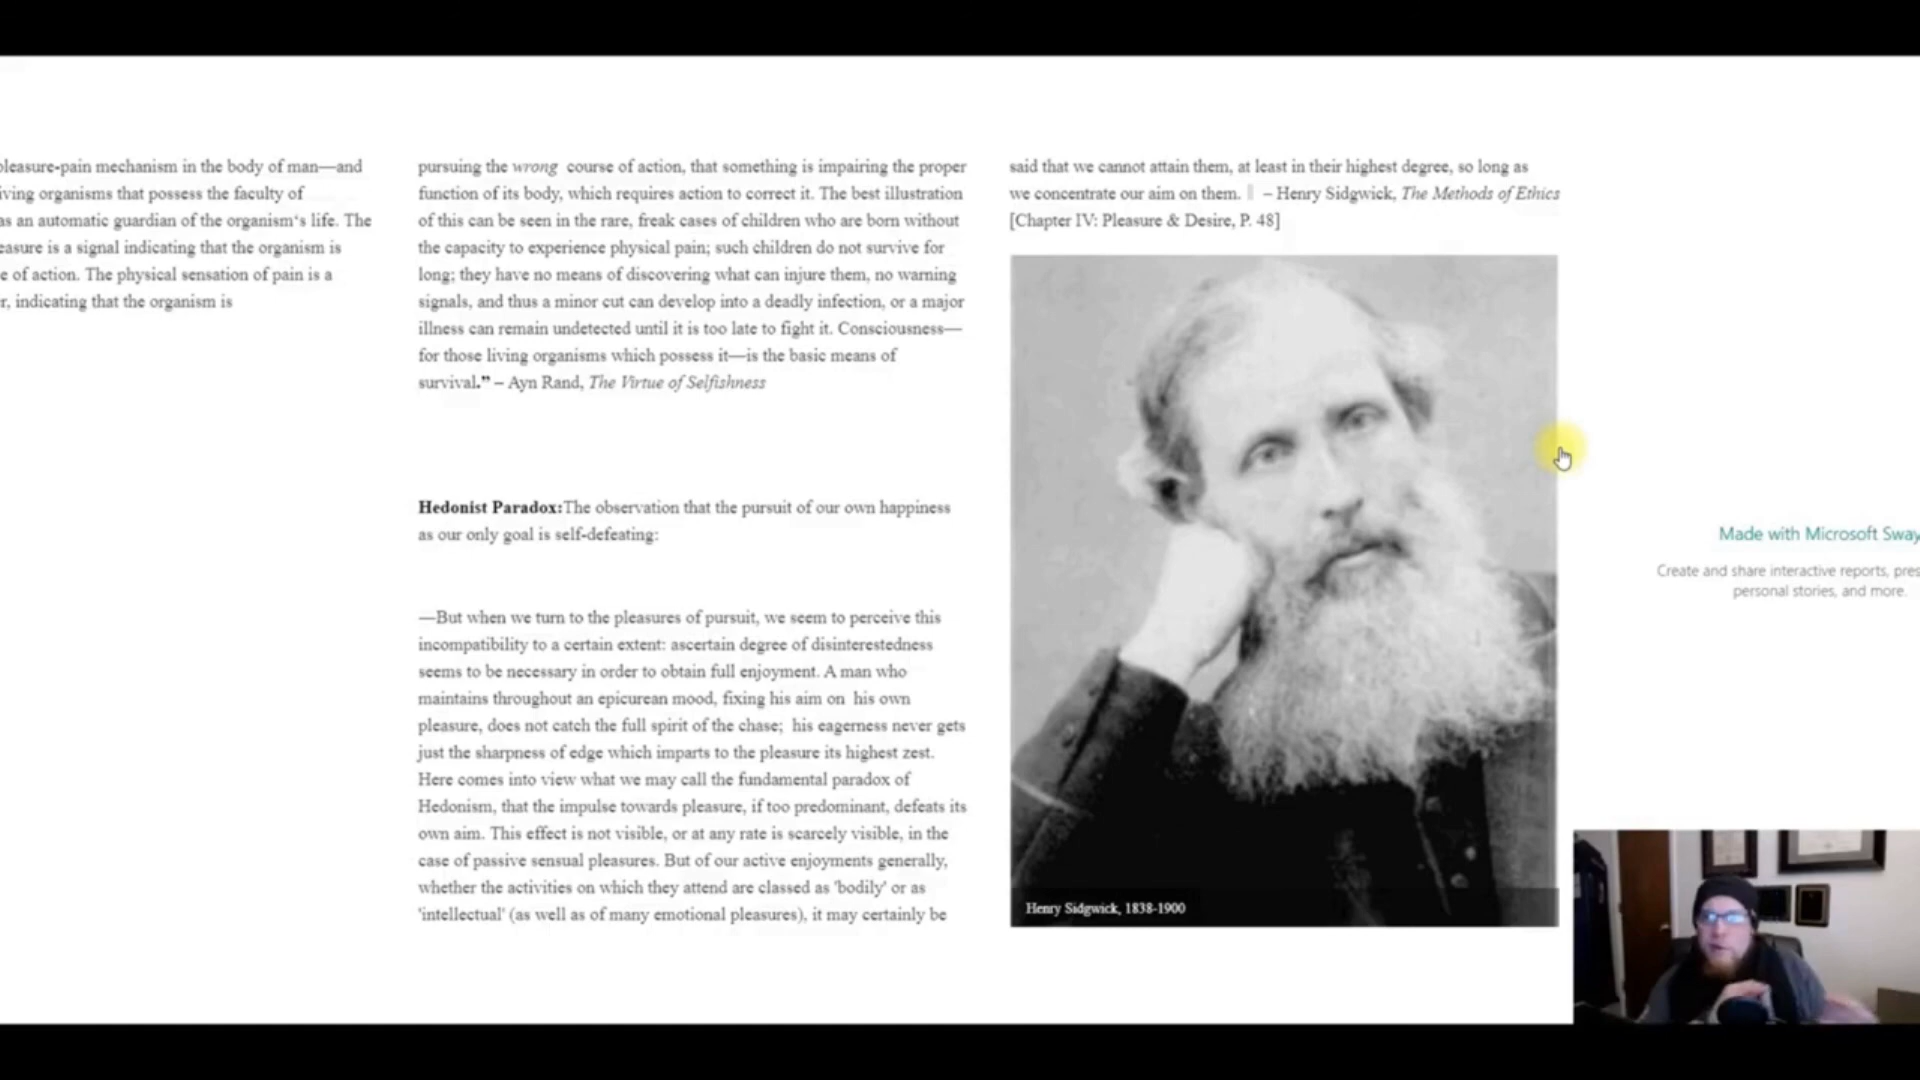 pleasure-pain mechanism in the body of man—and
living organisms that possess the faculty of
as an automatic guardian of the organism's life. The
easure is a signal indicating that the organism is
e of action. The physical sensation of pain is a
r, indicating that the organism is
pursuing the wrong course of action, that something is impairing the proper
function of its body, which requires action to correct it. The best illustration
of this can be seen in the rare, freak cases of children who are born without
the capacity to experience physical pain; such children do not survive for
long; they have no means of discovering what can injure them, no warning
signals, and thus a minor cut can develop into a deadly infection, or a major
illness can remain undetected until it is too late to fight it. Consciousness—
for those living organisms which possess it—is the basic means of
survival.” – Ayn Rand, The Virtue of Selfishness
Hedonist Paradox:The observation that the pursuit of our own happiness
as our only goal is self-defeating:
—But when we turn to the pleasures of pursuit, we seem to perceive this
incompatibility to a certain extent: ascertain degree of disinterestedness
seems to be necessary in order to obtain full enjoyment. A man who
maintains throughout an epicurean mood, fixing his aim on his own
pleasure, does not catch the full spirit of the chase; his eagerness never gets
just the sharpness of edge which imparts to the pleasure its highest zest.
Here comes into view what we may call the fundamental paradox of
Hedonism, that the impulse towards pleasure, if too predominant, defeats its
own aim. This effect is not visible, or at any rate is scarcely visible, in the
case of passive sensual pleasures. But of our active enjoyments generally,
whether the activities on which they attend are classed as 'bodily' or as
'intellectual' (as well as of many emotional pleasures), it may certainly be
said that we cannot attain them, at least in their highest degree, so long as
we concentrate our aim on them. – Henry Sidgwick, The Methods of Ethics
[Chapter IV: Pleasure & Desire, P. 48]
Henry Sidgwick, 1838-1900
Made with Microsoft Sway
Create and share interactive reports, pres
personal stories, and more.